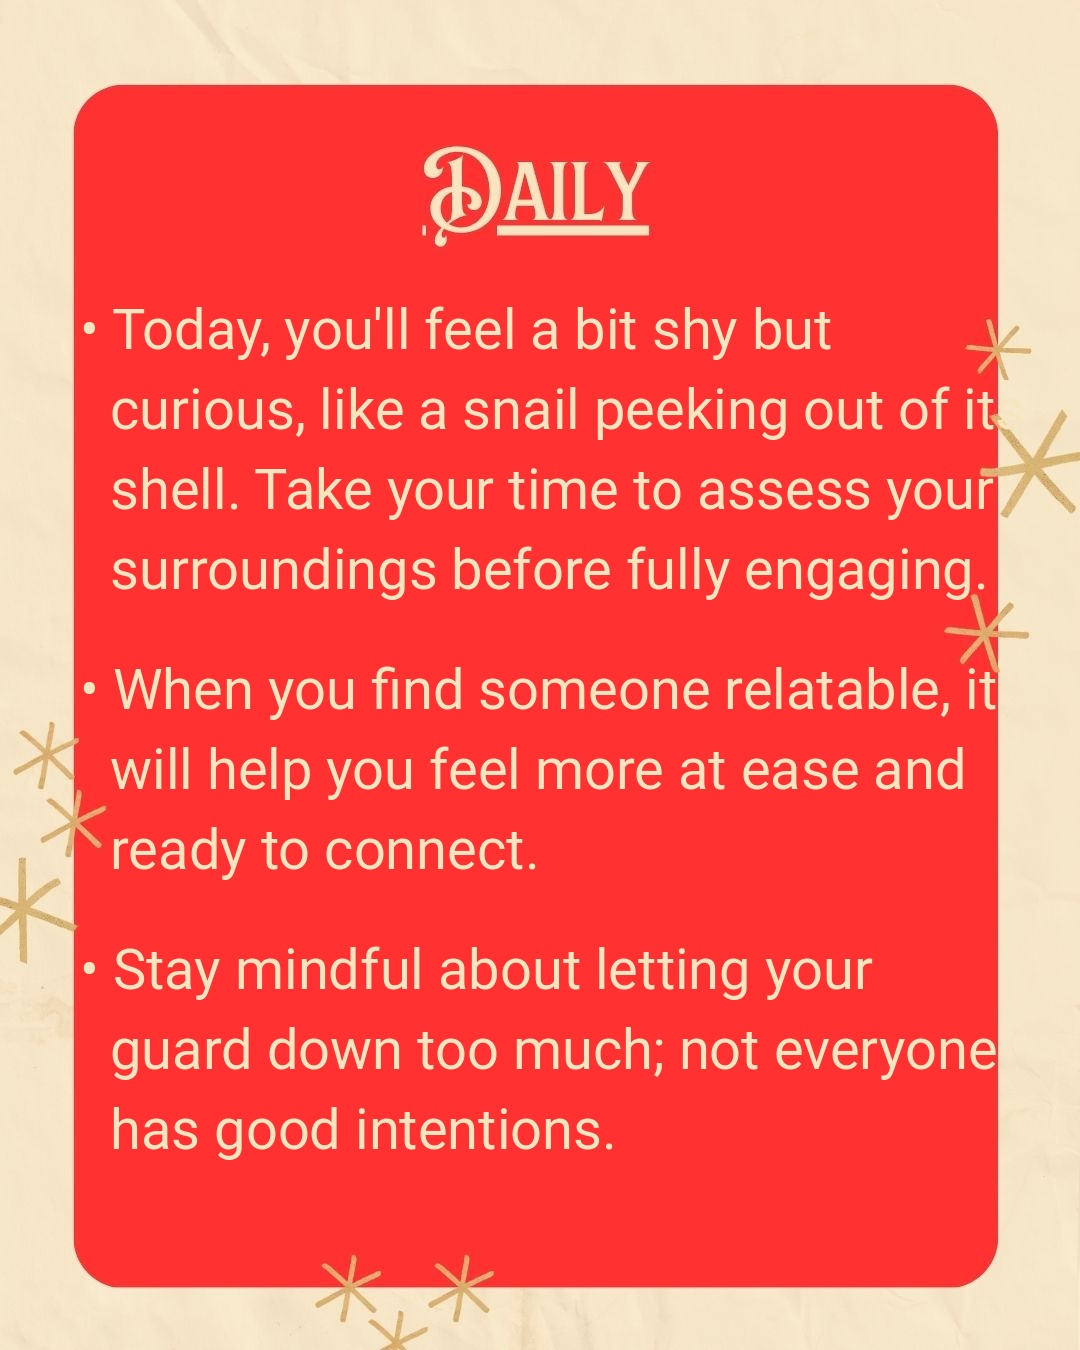 Daily
• Today, you'll feel a bit shy but
curious, like a snail peeking out of its
shell. Take your time to assess your
surroundings before fully engaging.
• When you find someone relatable, it
will help you feel more at ease and
ready to connect.
• Stay mindful about letting your
guard down too much; not everyone
has good intentions.